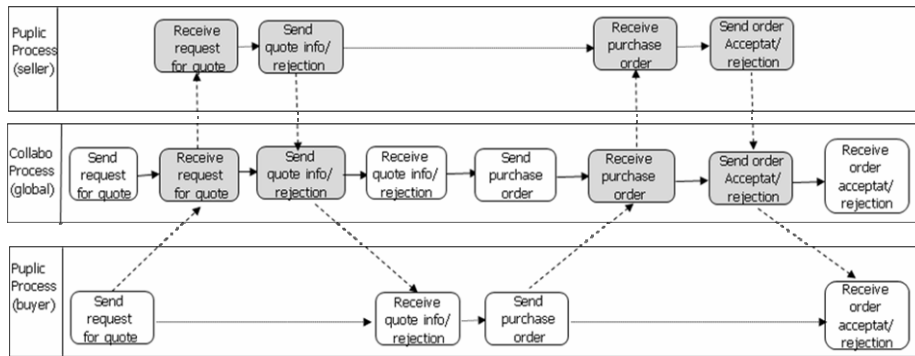 Puplic
Process
(seller)
Receive
request
for quote
Send
quote info/
rejection
Receive
purchase
order
Send order
Acceptat/
rejection
Collabo
Process
(global)
Send
request
for quote
Receive
request
for quote
Send
quote info/
rejection
Receive
quote info/
rejection
Send
purchase
order
Receive
purchase
order
Send order
Acceptat/
rejection
Receive
order
acceptat/
rejection
Puplic
Process
(buyer)
Send
request
for quote
Receive
quote info/
rejection
Send
purchase
order
Receive
order
acceptat/
rejection